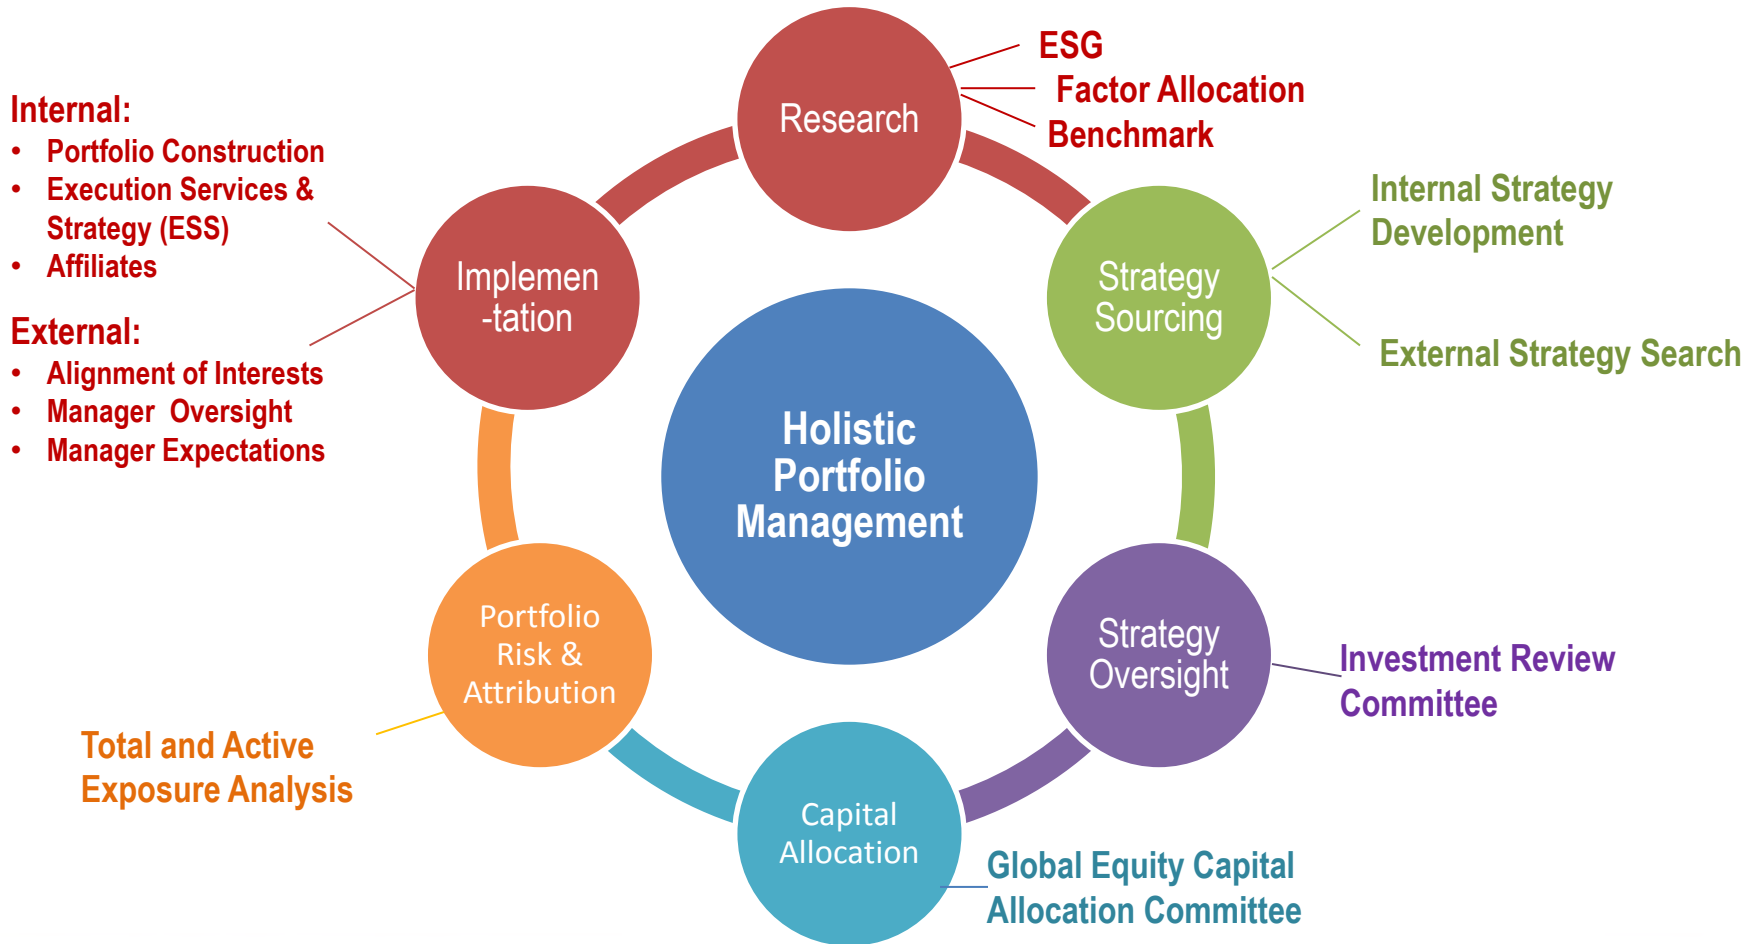 Research
ESG
Factor Allocation
Benchmark
Internal:
• Portfolio Construction
• Execution Services &
Strategy (ESS)
• Affiliates
External:
• Alignment of Interests
• Manager Oversight
• Manager Expectations
Implemen
-tation
Strategy
Sourcing
Internal Strategy
Development
External Strategy Search
Holistic
Portfolio
Management
Portfolio
Risk &
Attribution
Total and Active
Exposure Analysis
Strategy
Oversight
Investment Review
Committee
Capital
Allocation
Global Equity Capital
Allocation Committee